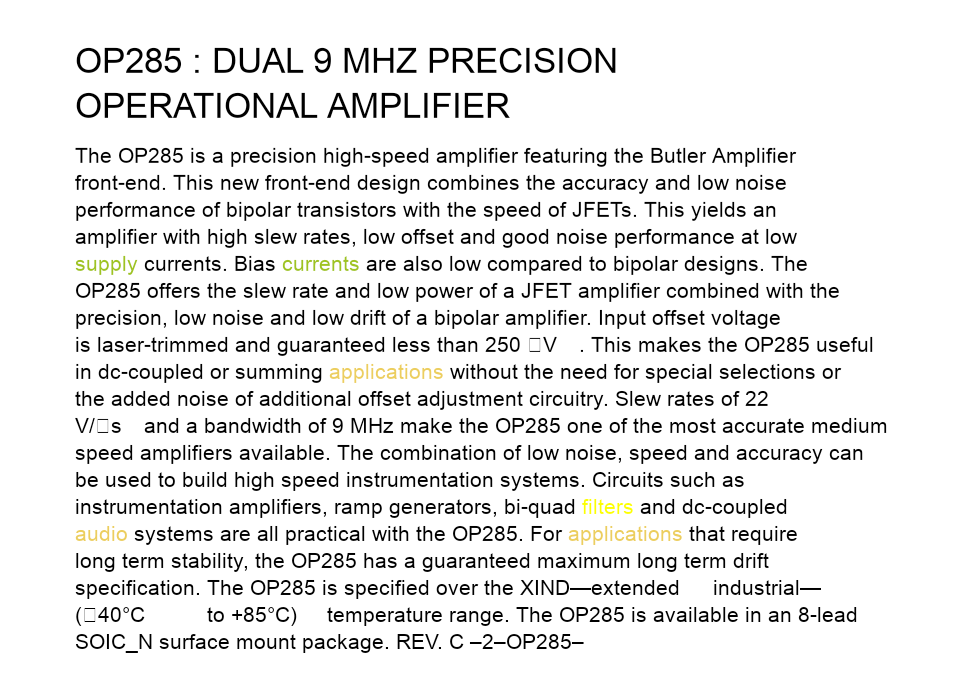 OP285 : DUAL 9 MHZ PRECISION
OPERATIONAL AMPLIFIER
The OP285 is a precision high-speed amplifier featuring the Butler Amplifier
front-end. This new front-end design combines the accuracy and low noise
performance of bipolar transistors with the speed of JFETs. This yields an
amplifier with high slew rates, low offset and good noise performance at low
supply currents. Bias currents are also low compared to bipolar designs. The
OP285 offers the slew rate and low power of a JFET amplifier combined with the
precision, low noise and low drift of a bipolar amplifier. Input offset voltage
is laser-trimmed and guaranteed less than 250 □V . This makes the OP285 useful
in dc-coupled or summing applications without the need for special selections or
the added noise of additional offset adjustment circuitry. Slew rates of 22
V/□s and a bandwidth of 9 MHz make the OP285 one of the most accurate medium
speed amplifiers available. The combination of low noise, speed and accuracy can
be used to build high speed instrumentation systems. Circuits such as
instrumentation amplifiers, ramp generators, bi-quad filters and dc-coupled
audio systems are all practical with the OP285. For applications that require
long term stability, the OP285 has a guaranteed maximum long term drift
specification. The OP285 is specified over the XIND—extended industrial—
(□40°C to +85°C) temperature range. The OP285 is available in an 8-lead
SOIC_N surface mount package. REV. C –2–OP285–